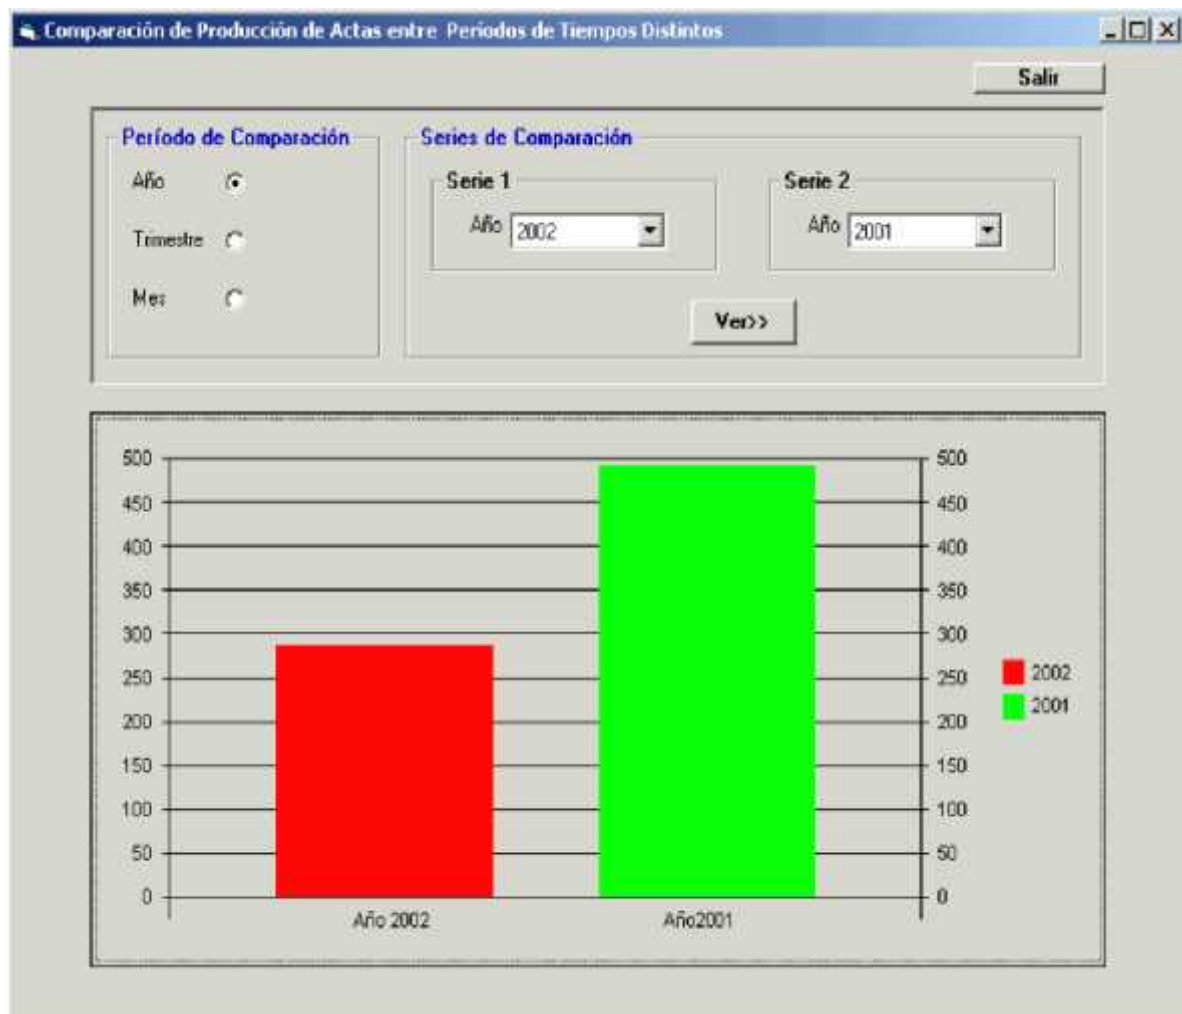 Comparación de Producción de Actas entre Periodos de Tiempos Distintos
Salir
Período de Comparación
Año
Trimestre
Mes
Series de Comparación
Serie 1
Año 2002
Serie 2
Año 2001
Ver>>
500 500
450 450
400 400
350 350
300 300
250 250
200 200
150 150
100 100
50 50
0 0
Año 2002 Año2001
2002
2001